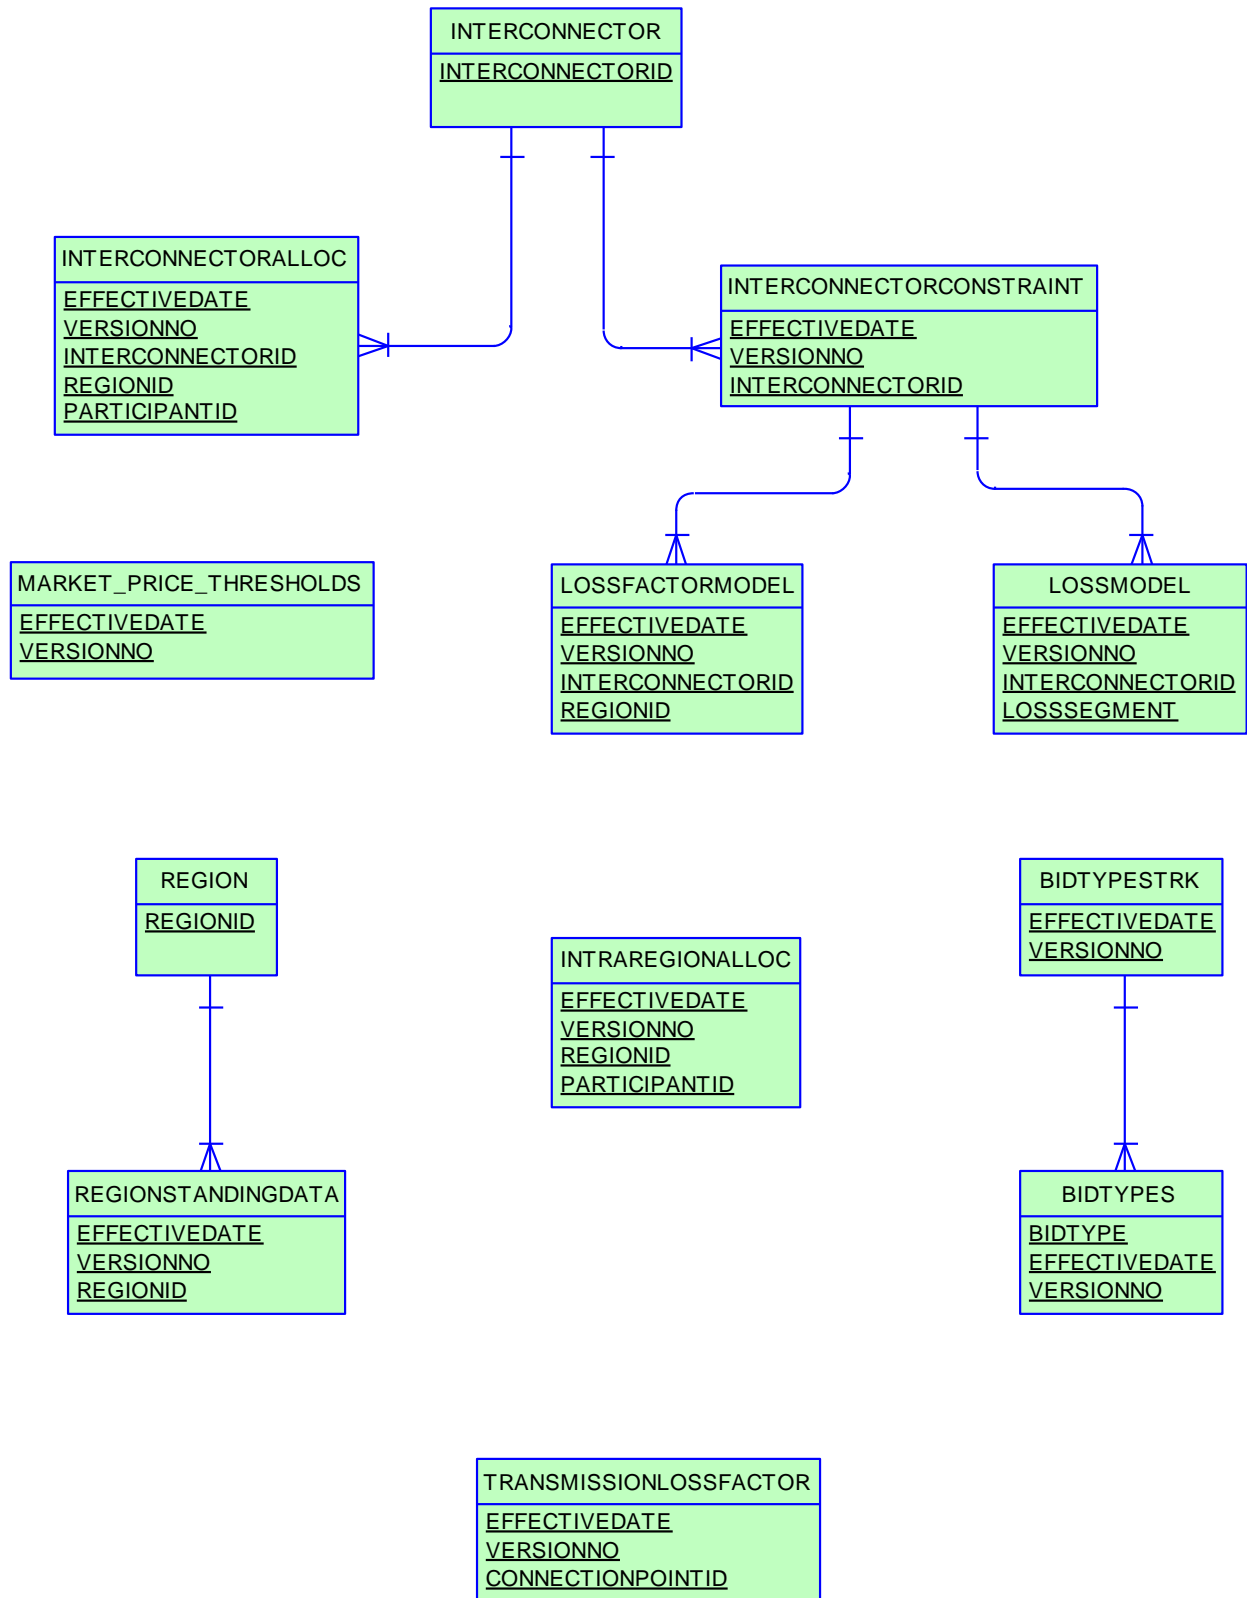 INTERCONNECTOR
INTERCONNECTORID
INTERCONNECTORALLOC
EFFECTIVEDATE
VERSIONNO
INTERCONNECTORID
REGIONID
PARTICIPANTID
INTERCONNECTORCONSTRAINT
EFFECTIVEDATE
VERSIONNO
INTERCONNECTORID
MARKET_PRICE_THRESHOLDS
EFFECTIVEDATE
VERSIONNO
LOSSFACTORMODEL
EFFECTIVEDATE
VERSIONNO
INTERCONNECTORID
REGIONID
LOSSMODEL
EFFECTIVEDATE
VERSIONNO
INTERCONNECTORID
LOSSSEGMENT
REGION
REGIONID
INTRAREGIONALLOC
EFFECTIVEDATE
VERSIONNO
REGIONID
PARTICIPANTID
BIDTYPESTRK
EFFECTIVEDATE
VERSIONNO
REGIONSTANDINGDATA
EFFECTIVEDATE
VERSIONNO
REGIONID
BIDTYPES
BIDTYPE
EFFECTIVEDATE
VERSIONNO
TRANSMISSIONLOSSFACTOR
EFFECTIVEDATE
VERSIONNO
CONNECTIONPOINTID